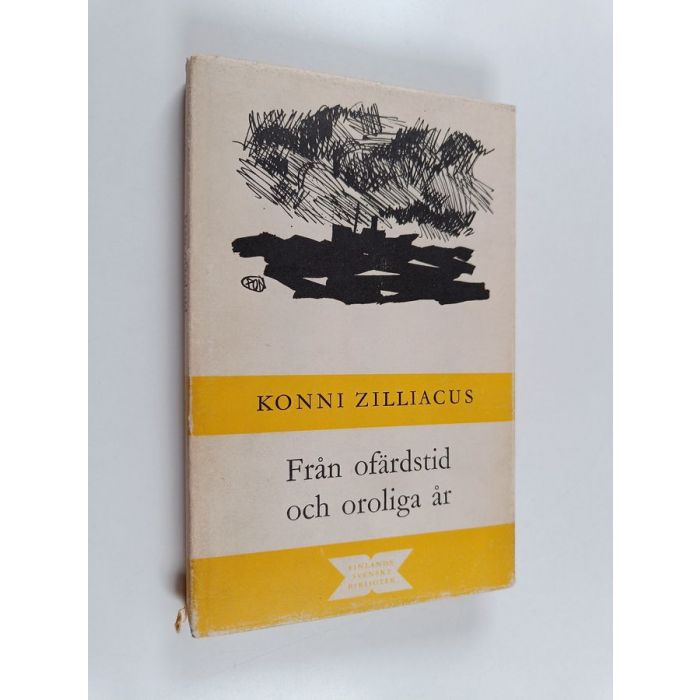 KONNI ZILLIACUS
Från ofärdstid
och oroliga år
FINLANDS
SVENSKA
BIBLIOTEK